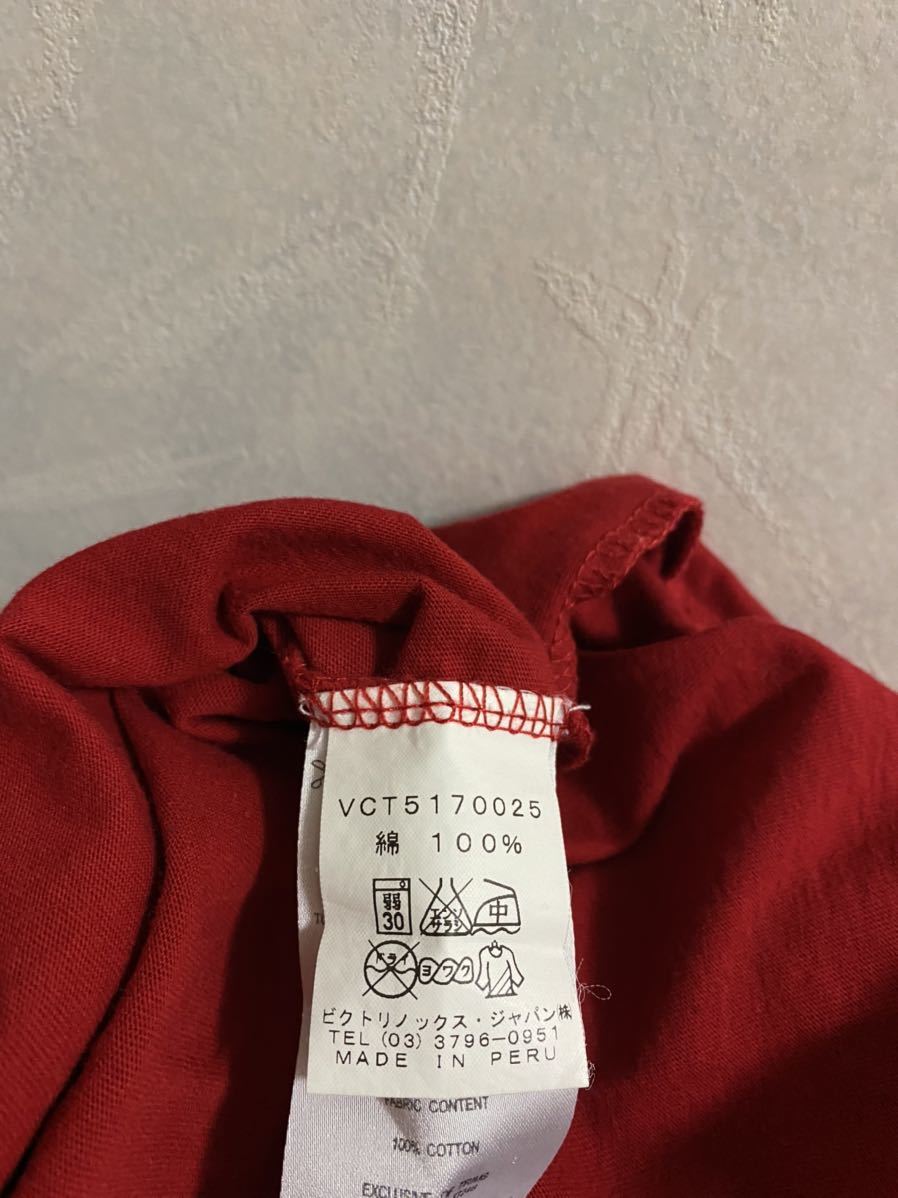 VCT5170025
綿 100%
弱
30
エンソ
サラシ
中
ドライ
ヨワク
ビクトリノックス・ジャパン㈱
TEL (03) 3796-0951
MADE IN PERU
FABRIC CONTENT
100% COTTON
EXCLUSIVE OF TRIMS